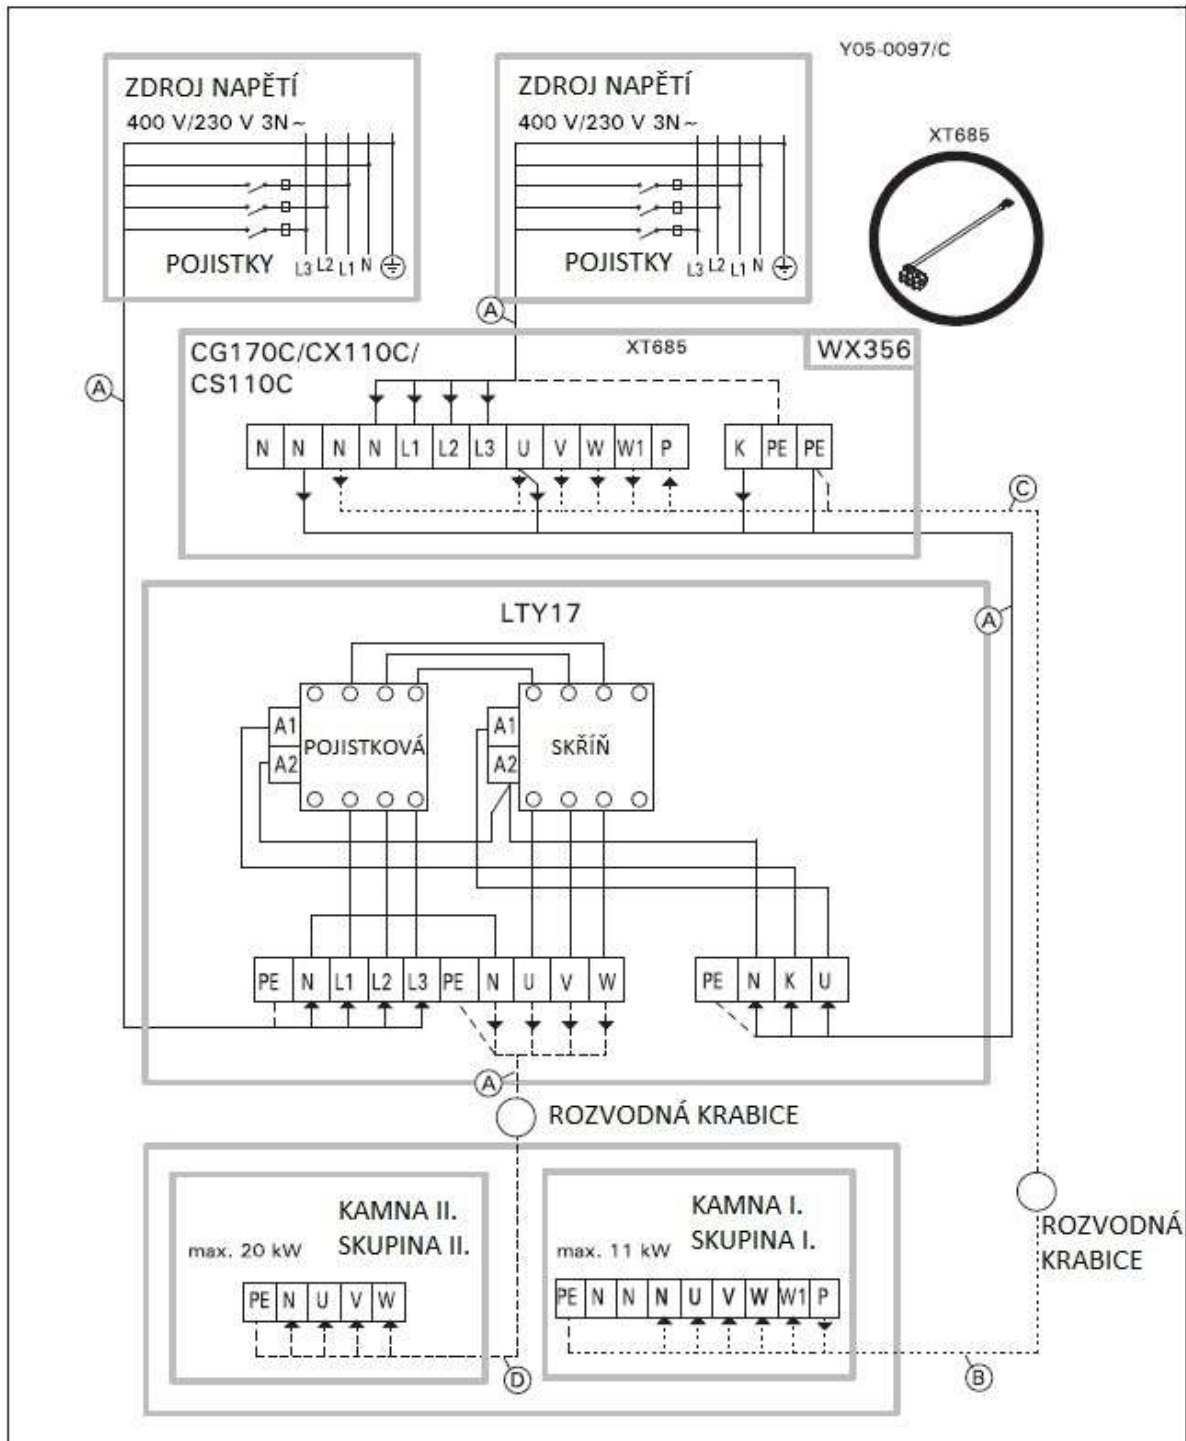 Y05-0097/C
ZDROJ NAPĚTÍ
400 V/230 V 3N~
POJISTKY
L3 L2 L1 N
ZDROJ NAPĚTÍ
400 V/230 V 3N~
POJISTKY
L3 L2 L1 N
XT685
A
A
CG170C/CX110C/
CS110C
XT685
WX356
N N N N L1 L2 L3 U V W W1 P
K PE PE
C
LTY17
A
A1
A2
POJISTKOVÁ
A1
A2
SKŘÍŇ
PE N L1 L2 L3 PE N U V W
PE N K U
A
ROZVODNÁ KRABICE
KAMNA II.
SKUPINA II.
max. 20 kW
PE N U V W
D
KAMNA I.
SKUPINA I.
max. 11 kW
PE N N N U V W W1 P
B
ROZVODNÁ
KRABICE